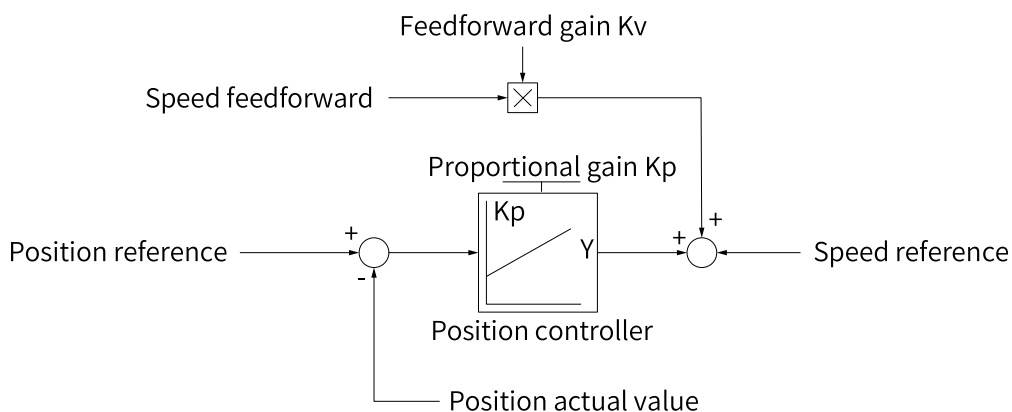 Feedforward gain Kv
Speed feedforward
Proportional gain Kp
Kp
+
+
Position reference
+
Y
Speed reference
-
Position controller
Position actual value